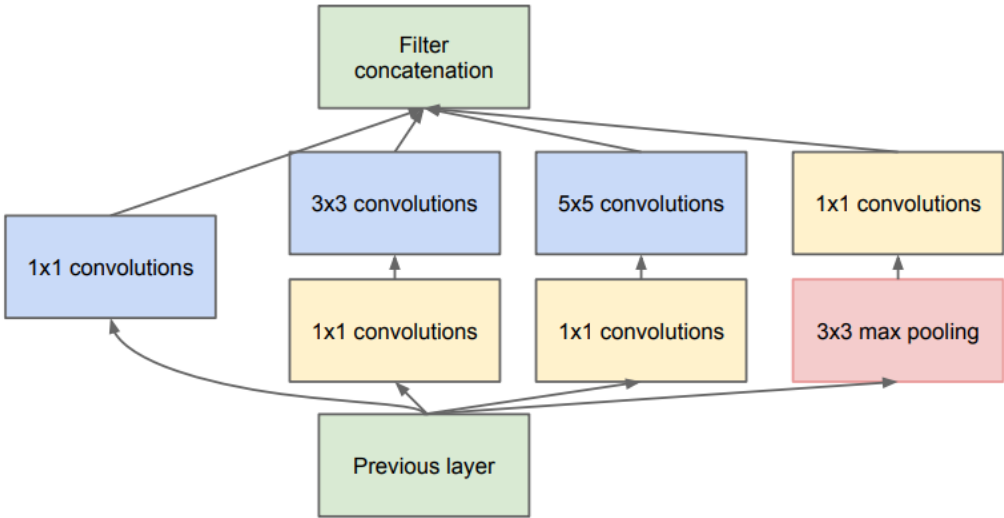 Filter
concatenation
3x3 convolutions
5x5 convolutions
1x1 convolutions
1x1 convolutions
1x1 convolutions
1x1 convolutions
3x3 max pooling
Previous layer